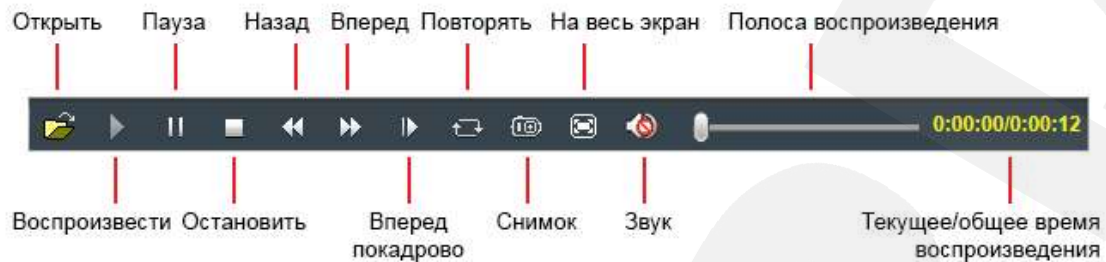 Открыть Пауза Назад Вперед Повторять На весь экран Полоса воспроизведения
0:00:00/0:00:12
Воспроизвести Остановить Вперед покадрово Снимок Звук Текущее/общее время воспроизведения